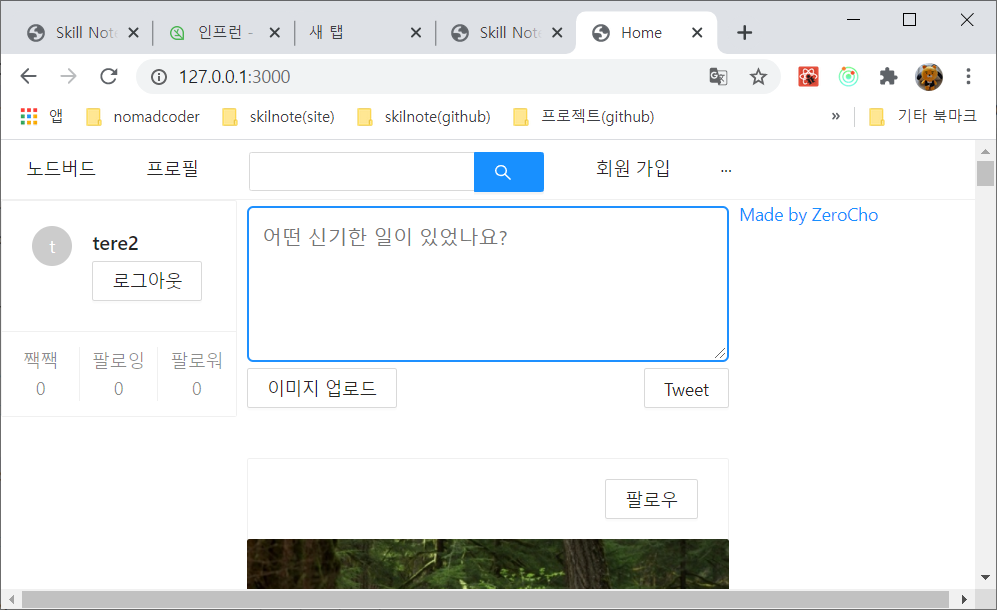 Skill Note
인프런 -
새 탭
Skill Note
Home
127.0.0.1:3000
앱
nomadcoder
skilnote(site)
skilnote(github)
프로젝트(github)
»
기타 북마크
노드버드
프로필
회원 가입
...
t
tere2
로그아웃
짹짹
팔로잉
팔로워
0
0
0
어떤 신기한 일이 있었나요?
이미지 업로드
Tweet
Made by ZeroCho
팔로우